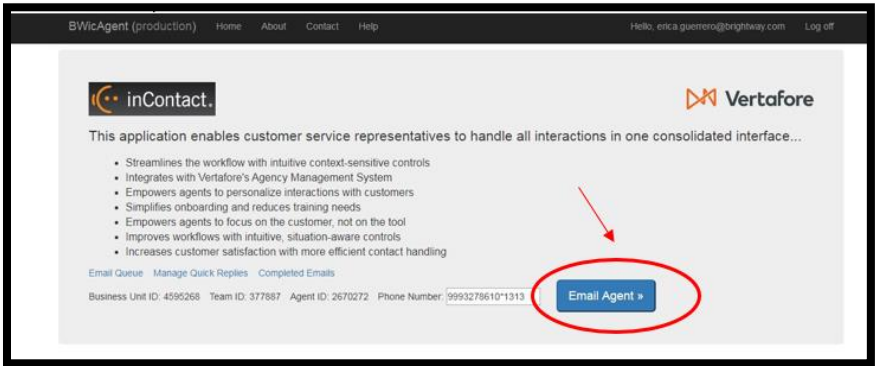 BWicAgent (production) Home About Contact Help Hello, erica.guerrero@brightway.com Log off
inContact. Vertafore
This application enables customer service representatives to handle all interactions in one consolidated interface...
• Streamlines the workflow with intuitive context-sensitive controls
• Integrates with Vertafore's Agency Management System
• Empowers agents to personalize interactions with customers
• Simplifies onboarding and reduces training needs
• Empowers agents to focus on the customer, not on the tool
• Improves workflows with intuitive, situation-aware controls
• Increases customer satisfaction with more efficient contact handling
Email Queue Manage Quick Replies Completed Emails
Business Unit ID: 4595268 Team ID: 377887 Agent ID: 2670272 Phone Number: 9993278610*1313 Email Agent »